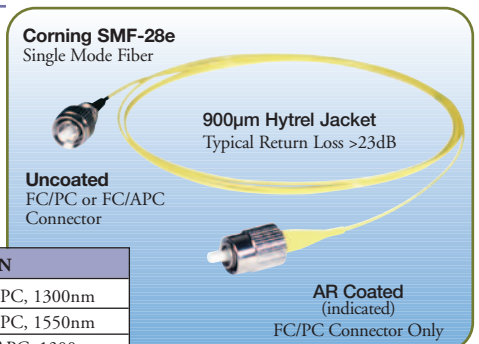 Corning SMF-28e
Single Mode Fiber
900µm Hytrel Jacket
Typical Return Loss >23dB
Uncoated
FC/PC or FC/APC
Connector
AR Coated
(indicated)
FC/PC Connector Only
N
PC, 1300nm
PC, 1550nm